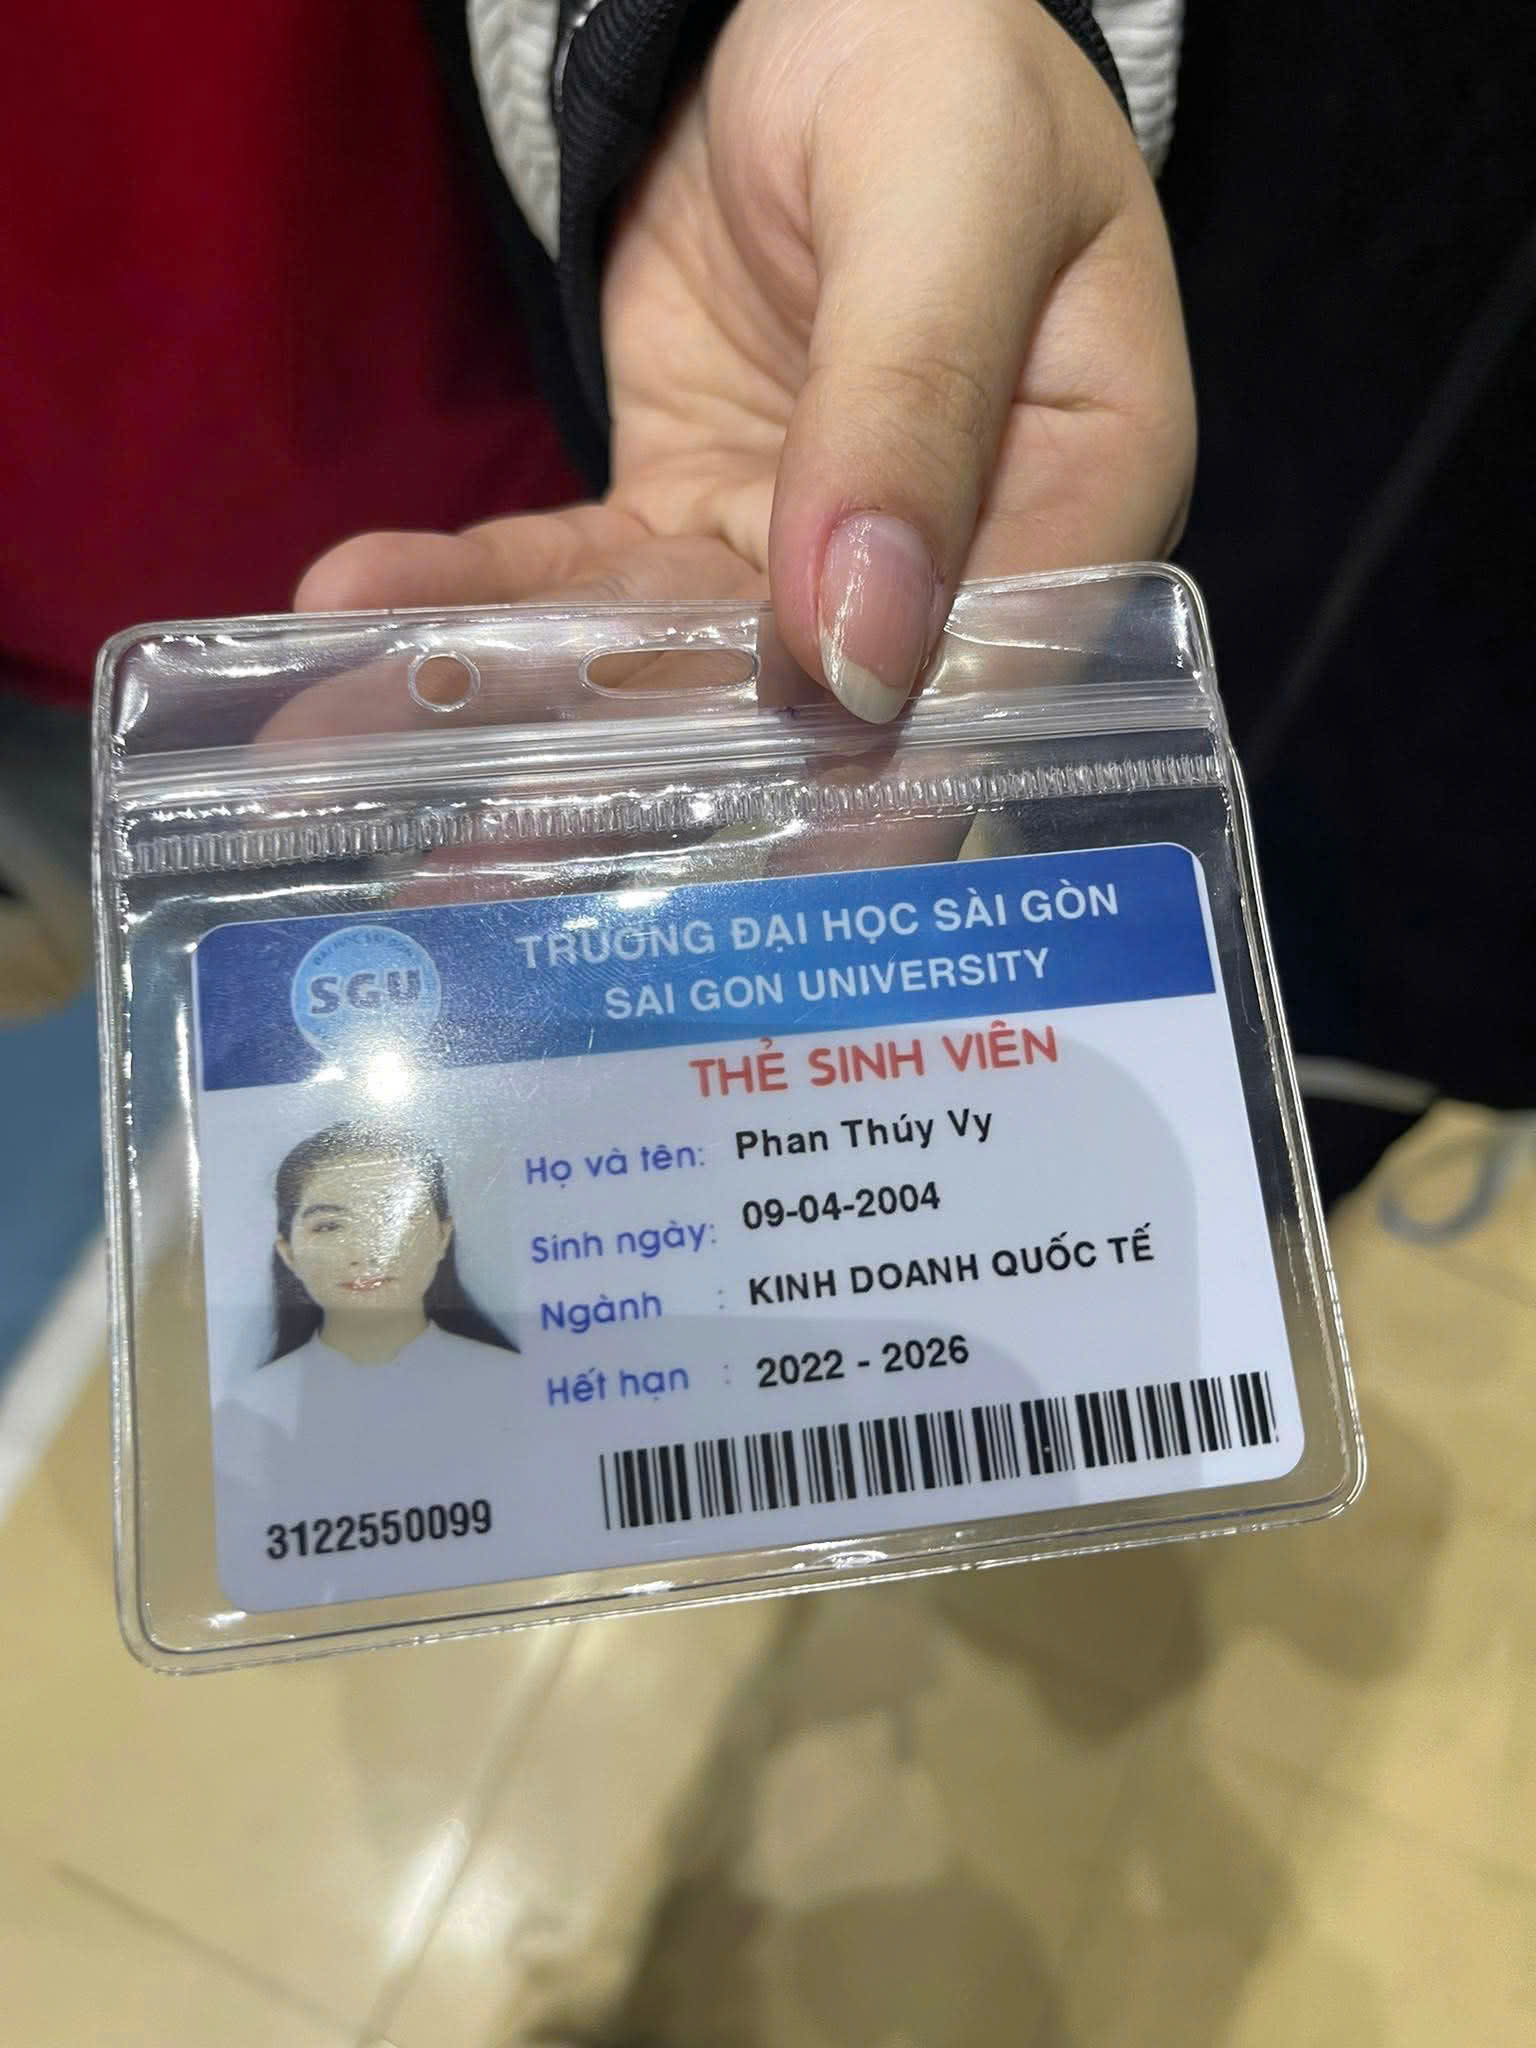 TRƯỜNG ĐẠI HỌC SÀI GÒN
SAI GON UNIVERSITY
SGU
THẺ SINH VIÊN
Họ và tên: Phan Thúy Vy
Sinh ngày: 09-04-2004
Ngành : KINH DOANH QUỐC TẾ
Hết hạn : 2022 - 2026
3122550099